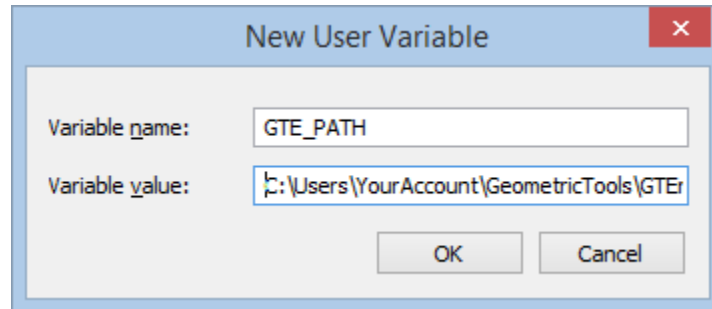 New User Variable
Variable name:
GTE_PATH
Variable value:
C:\Users\YourAccount\GeometricTools\GTEr
OK
Cancel